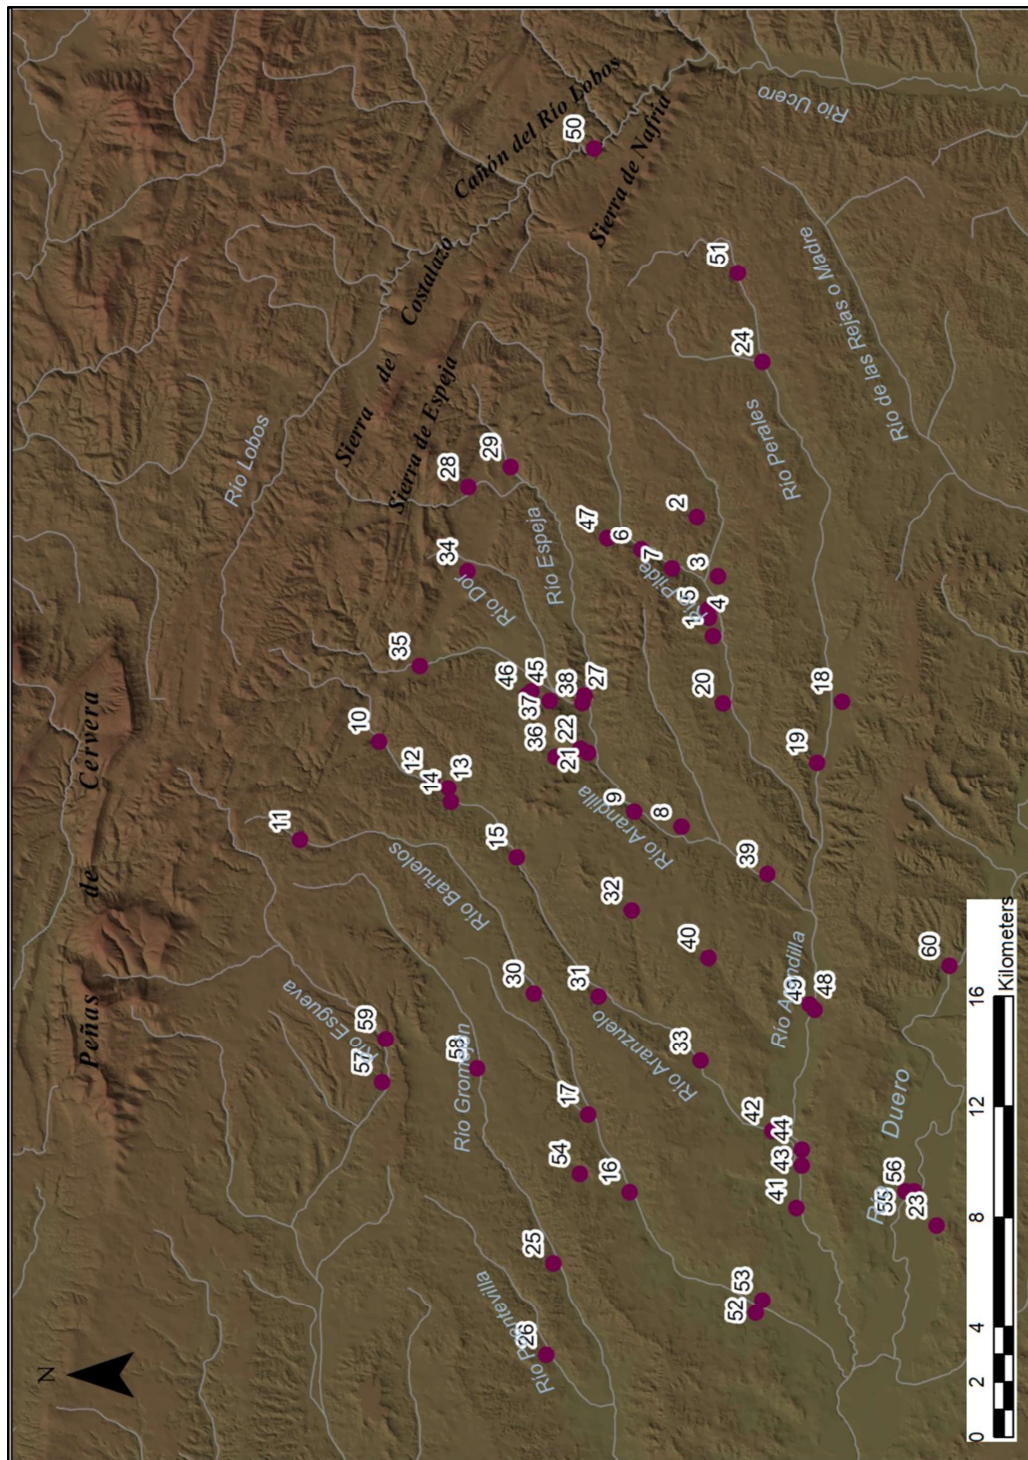 N
Peñas de Cervera
Río Lobos
Sierra de Costalazo
Sierra de Espeja
Cañón del Río Lobos
Sierra de Nafria
Río Ucero
11
Río Esgueva
57
59
10
35
12
14
13
Río Bañuelos
34
Río Dor
28
29
50
Río Gromejón
58
15
Río Pentevilla
26
25
54
17
30
46
45
37
38
27
36
22
21
Río Espeja
47
6
7
2
3
5
4
1
Río Pilde
20
16
31
32
Río Aranzuelo
9
8
Río Arandilla
33
40
39
51
24
Río Perales
18
19
Río de las Rejas o Madre
52
53
42
44
43
41
Río Arandilla
49
48
Río Duero
55
56
23
60
0 2 4 8 12 16
Kilometers